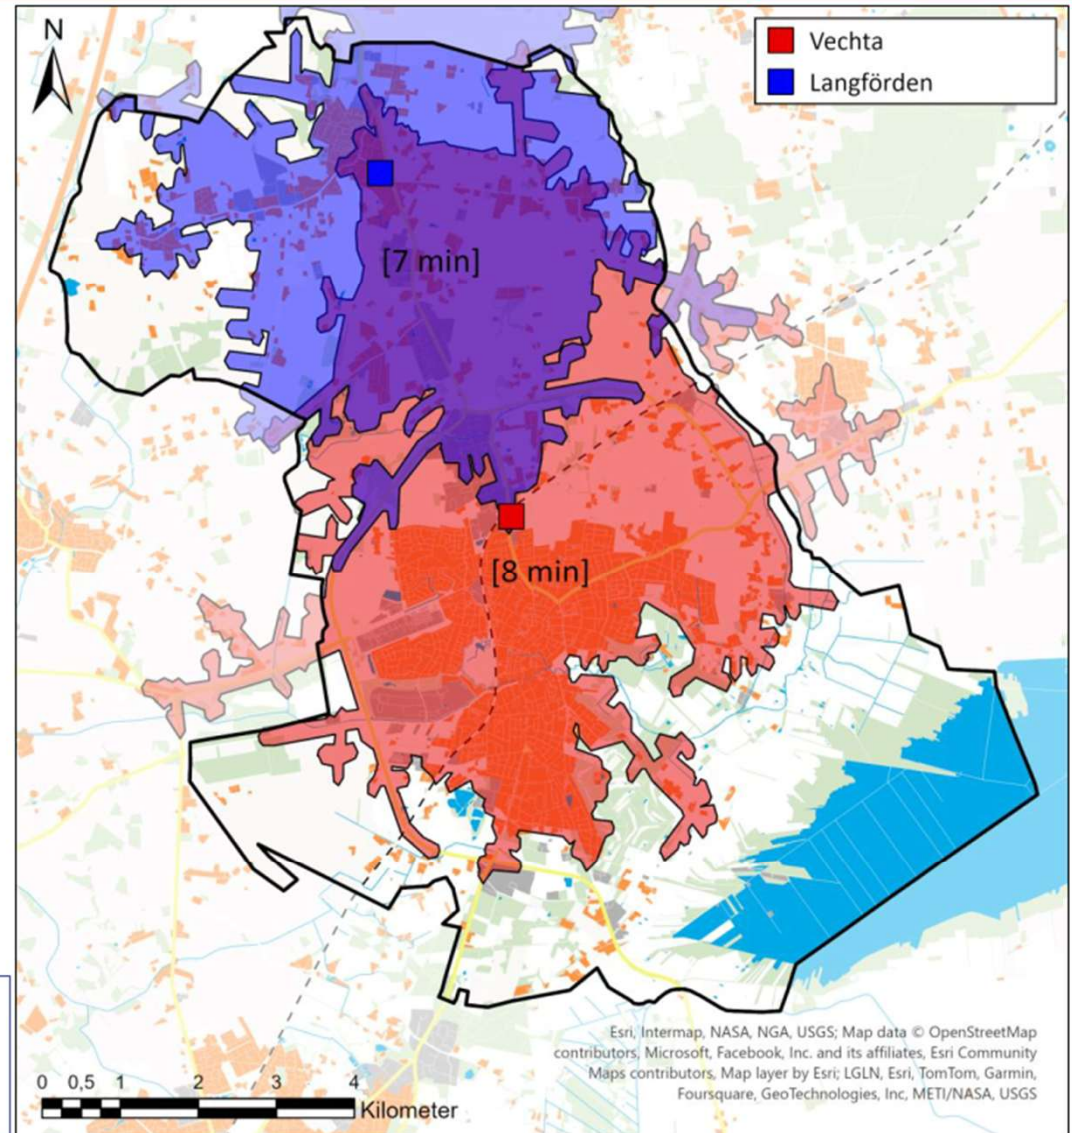 N
Vechta
Langförden
[7 min]
[8 min]
Esri, Intermap, NASA, NGA, USGS; Map data © OpenStreetMap
contributors, Microsoft, Facebook, Inc. and its affiliates, Esri Community
Maps contributors, Map layer by Esri; LGLN, Esri, TomTom, Garmin,
Foursquare, GeoTechnologies, Inc, METI/NASA, USGS
0 0,5 1 2 3 4
Kilometer